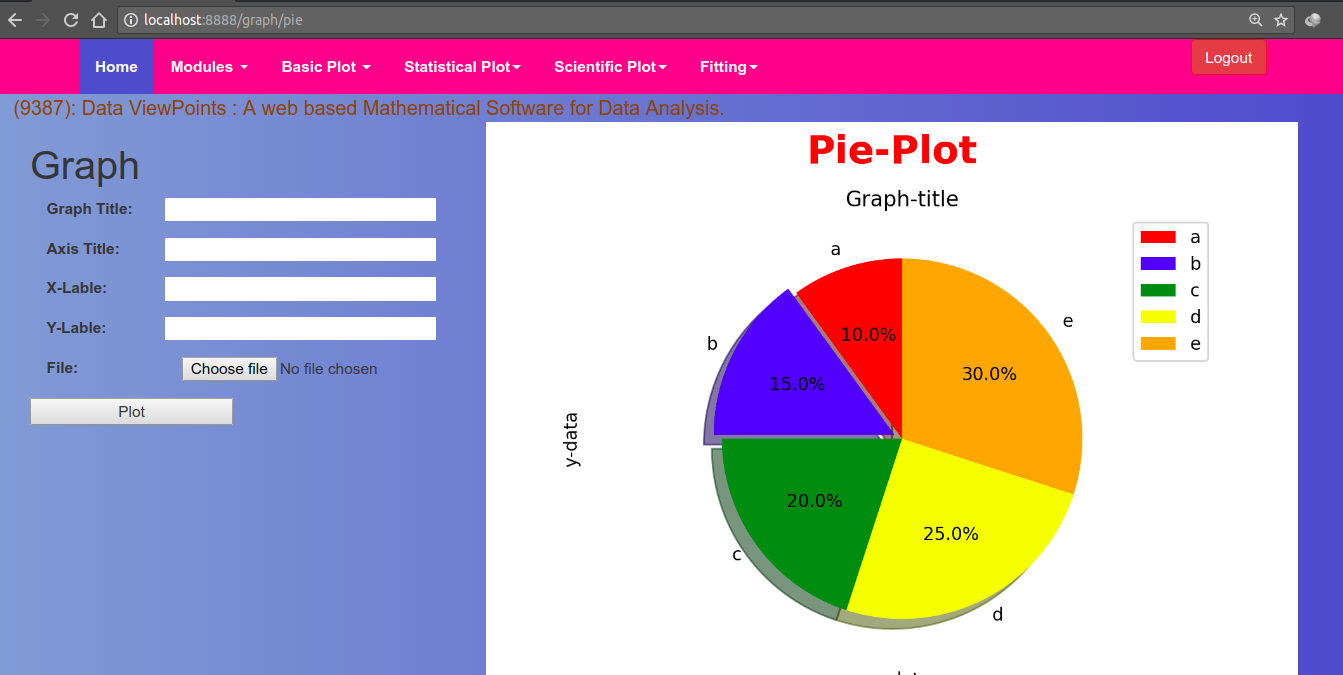 localhost:8888/graph/pie
Home Modules Basic Plot Statistical Plot Scientific Plot Fitting Logout
(9387): Data ViewPoints : A web based Mathematical Software for Data Analysis.
Graph
Graph Title:
Axis Title:
X-Lable:
Y-Lable:
File: Choose file No file chosen
Plot
Pie-Plot
Graph-title
a
b
c
d
e
10.0%
15.0%
20.0%
25.0%
30.0%
y-data
a
b
c
d
e